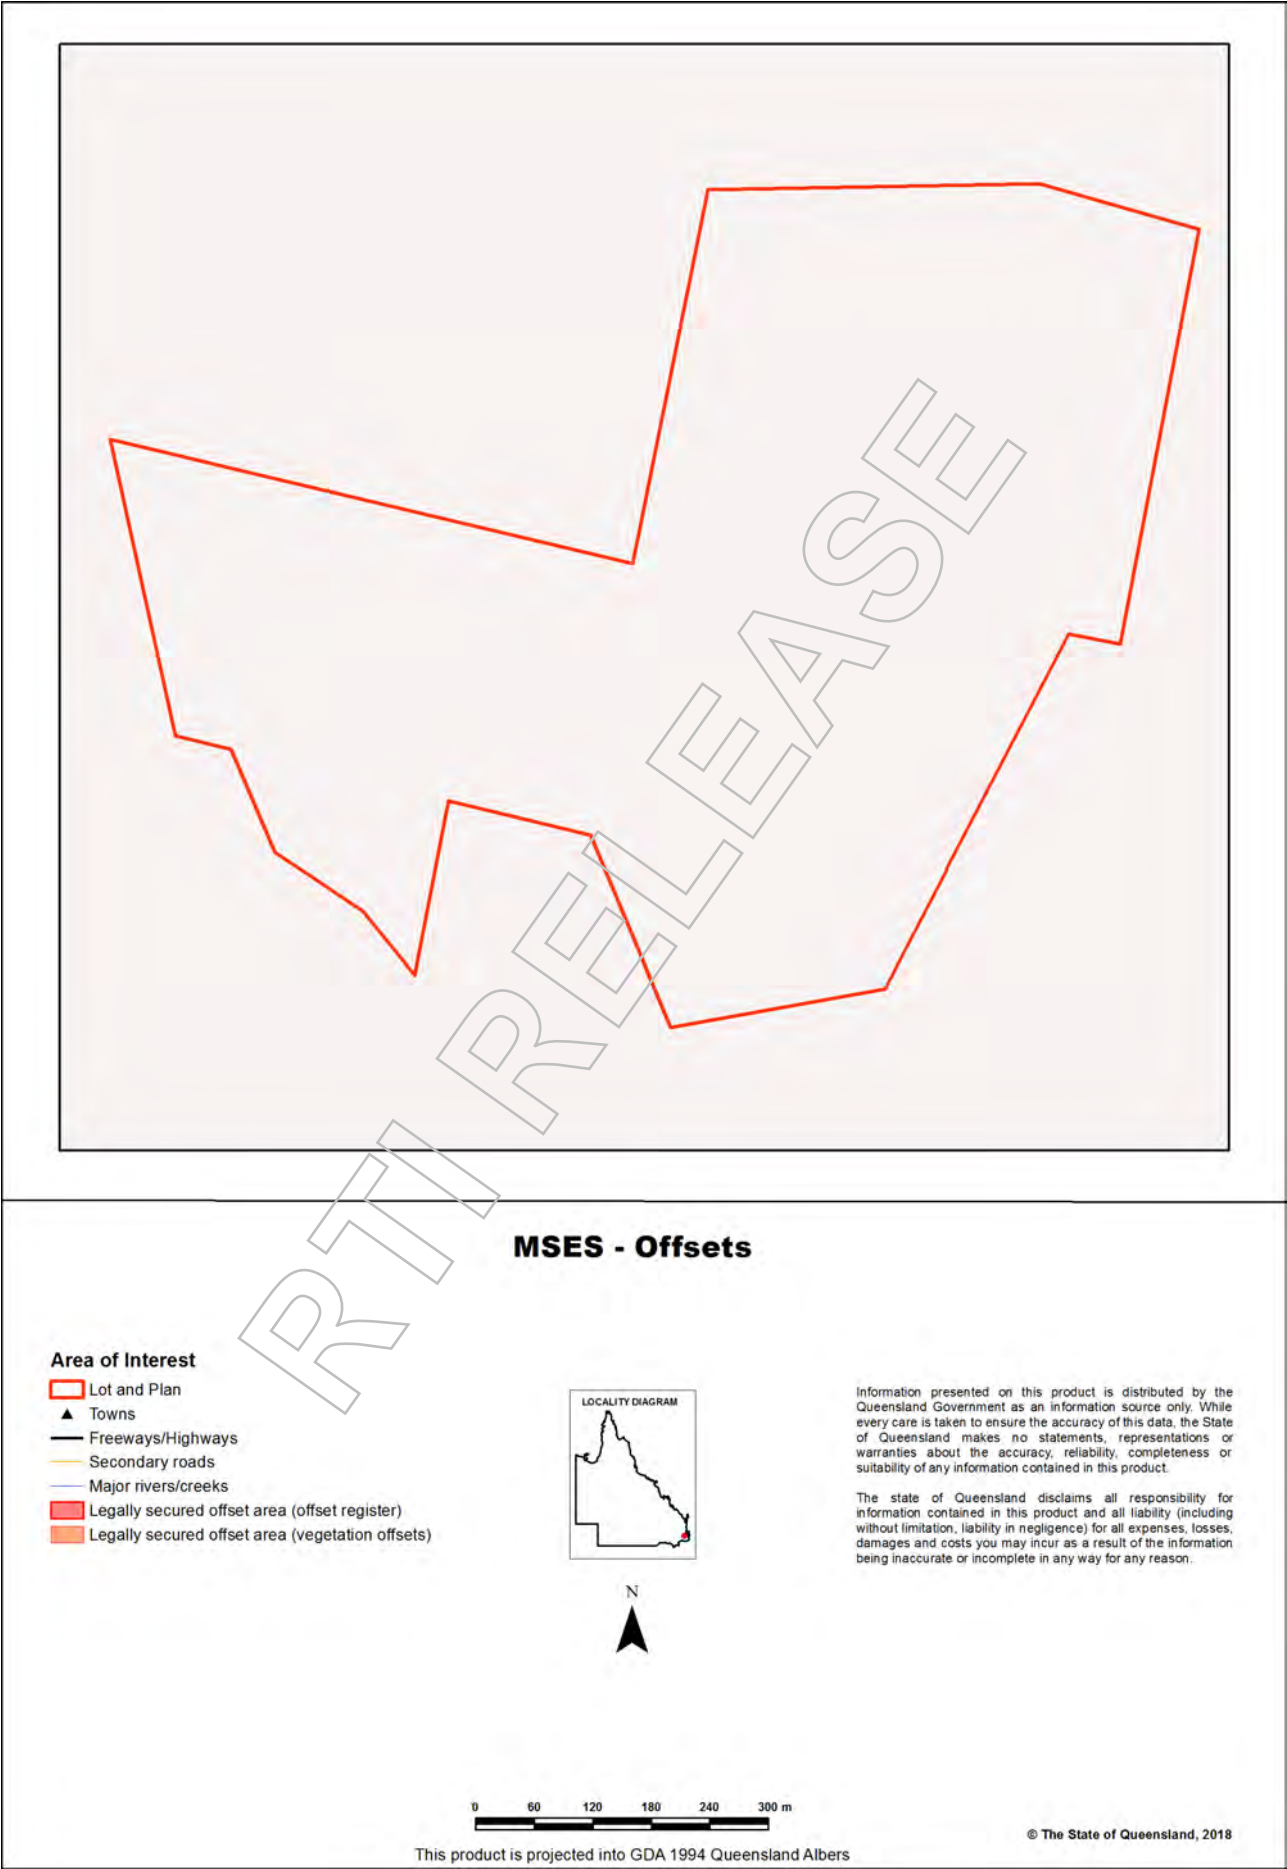 RTI RELEASE
MSES - Offsets
Area of Interest
Lot and Plan
Towns
Freeways/Highways
Secondary roads
Major rivers/creeks
Legally secured offset area (offset register)
Legally secured offset area (vegetation offsets)
LOCALITY DIAGRAM
N
Information presented on this product is distributed by the
Queensland Government as an information source only. While
every care is taken to ensure the accuracy of this data, the State
of Queensland makes no statements, representations or
warranties about the accuracy, reliability, completeness or
suitability of any information contained in this product.
The state of Queensland disclaims all responsibility for
information contained in this product and all liability (including
without limitation, liability in negligence) for all expenses, losses,
damages and costs you may incur as a result of the information
being inaccurate or incomplete in any way for any reason.
0 60 120 180 240 300 m
This product is projected into GDA 1994 Queensland Albers
© The State of Queensland, 2018